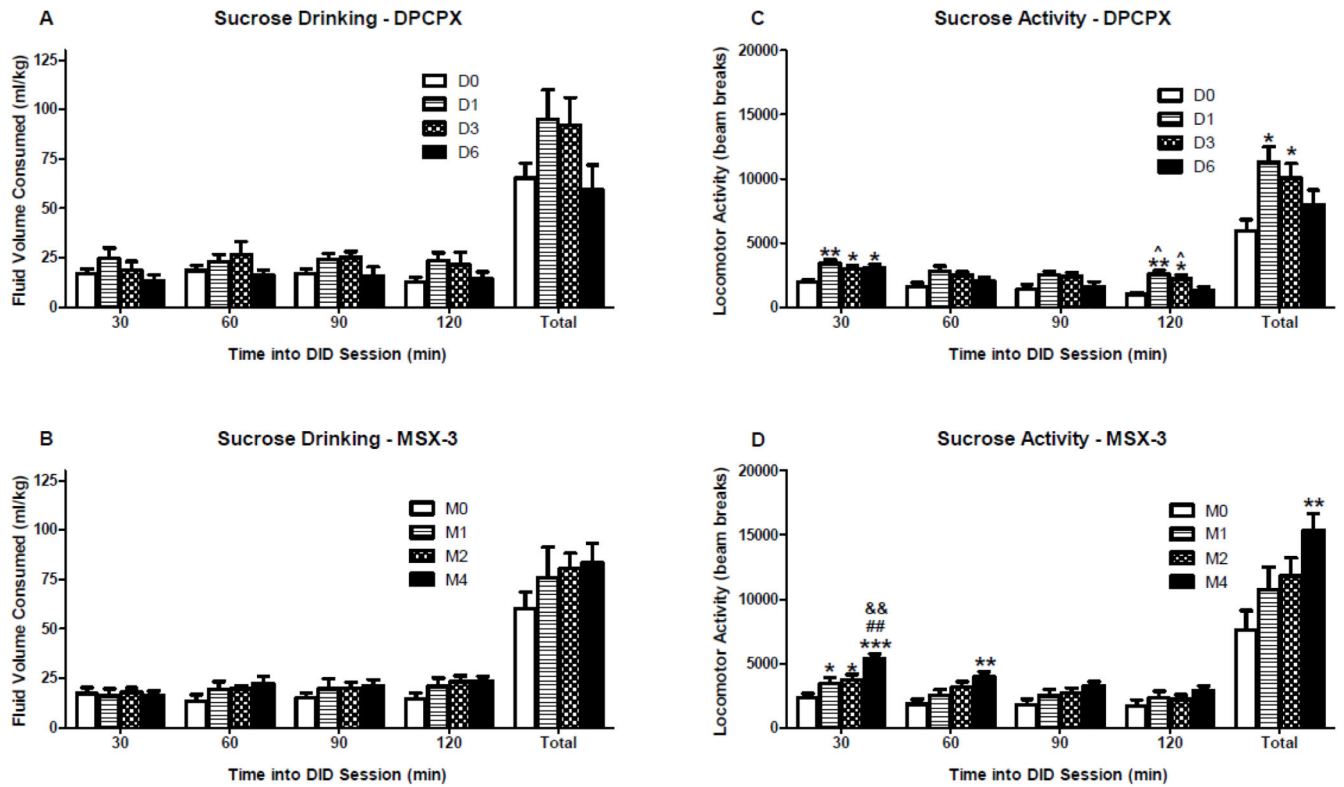 A
Sucrose Drinking - DPCPX
Fluid Volume Consumed (ml/kg)
125
100
75
50
25
0
D0
D1
D3
D6
30 60 90 120 Total
Time into DID Session (min)
C
Sucrose Activity - DPCPX
Locomotor Activity (beam breaks)
20000
15000
10000
5000
0
D0
D1
D3
D6
** * *
^ ^
** *
* *
30 60 90 120 Total
Time into DID Session (min)
B
Sucrose Drinking - MSX-3
Fluid Volume Consumed (ml/kg)
125
100
75
50
25
0
M0
M1
M2
M4
30 60 90 120 Total
Time into DID Session (min)
D
Sucrose Activity - MSX-3
Locomotor Activity (beam breaks)
20000
15000
10000
5000
0
M0
M1
M2
M4
&&
##
* * ***
**
**
30 60 90 120 Total
Time into DID Session (min)